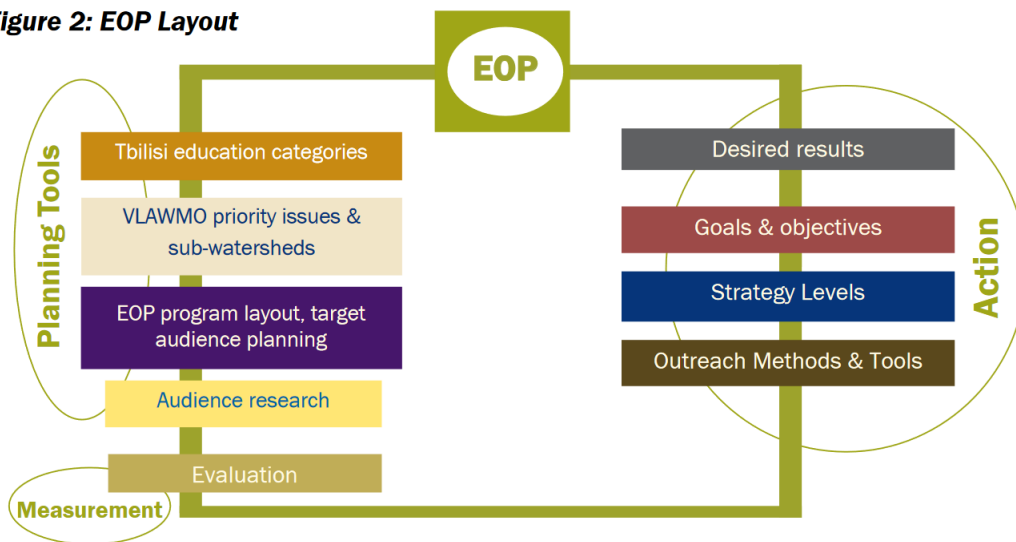 igure 2: EOP Layout
EOP
Planning Tools
Tbilisi education categories
VLAWMO priority issues &
sub-watersheds
EOP program layout, target
audience planning
Audience research
Evaluation
Measurement
Desired results
Goals & objectives
Strategy Levels
Outreach Methods & Tools
Action